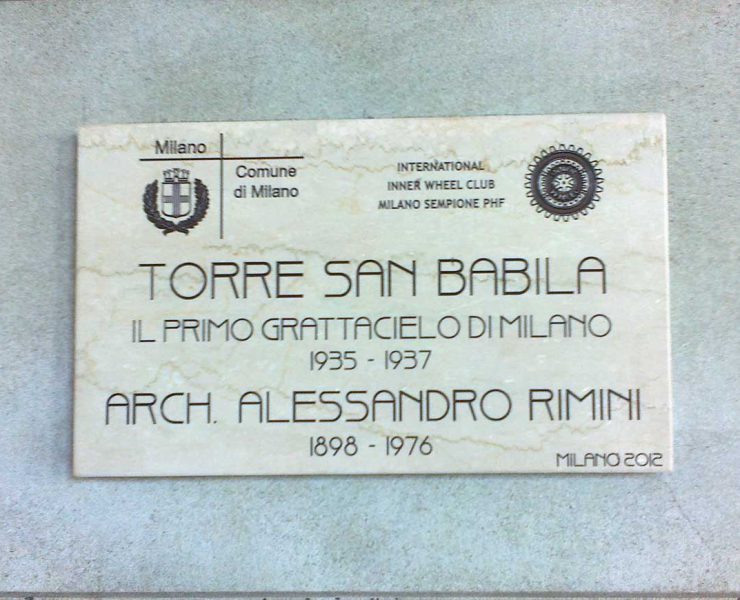 Milano
Comune
di Milano
INTERNATIONAL
INNER WHEEL CLUB
MILANO SEMPIONE PHF
TORRE SAN BABILA
IL PRIMO GRATTACIELO DI MILANO
1935 - 1937
ARCH. ALESSANDRO RIMINI
1898 - 1976
MILANO 2012